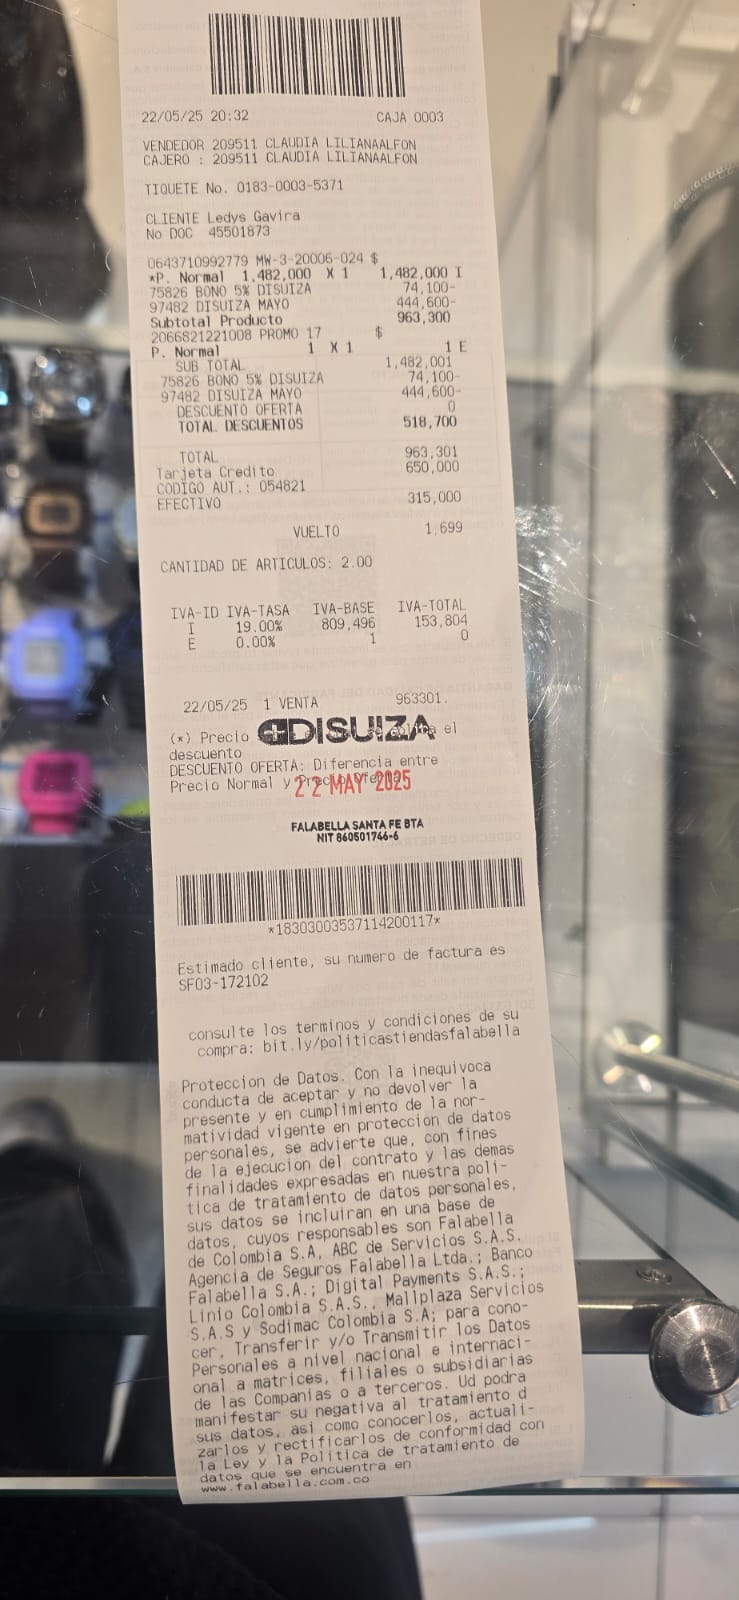 22/05/25 20:32 CAJA 0003
VENDEDOR 209511 CLAUDIA LILIANAALFON
CAJERO : 209511 CLAUDIA LILIANAALFON
TIQUETE No. 0183-0003-5371
CLIENTE Ledys Gavira
No DOC 45501873
0643710992779 MW-3-20006-024 $
*P. Normal 1,482,000 X 1 1,482,000 I
75826 BONO 5% DISUIZA 74,100-
97482 DISUIZA MAYO 444,600-
Subtotal Producto 963,300
2066821221008 PROMO 17 $
P. Normal 1 X 1 1 E
SUB TOTAL 1,482,001
75826 BONO 5% DISUIZA 74,100-
97482 DISUIZA MAYO 444,600-
DESCUENTO OFERTA 0
TOTAL DESCUENTOS 518,700
TOTAL 963,301
Tarjeta Credito 650,000
CODIGO AUT.: 054821
EFECTIVO 315,000
VUELTO 1,699
CANTIDAD DE ARTICULOS: 2.00
IVA-ID IVA-TASA IVA-BASE IVA-TOTAL
I 19.00% 809,496 153,804
E 0.00% 1 0
22/05/25 1 VENTA 963301.
(*) Precio el
DISUIZA
descuento
DESCUENTO OFERTA: Diferencia entre
Precio Normal y Precio Oferta
22 MAY 2025
FALABELLA SANTA FE BTA
NIT 860501746-6
*183030003537114200117*
Estimado cliente, su numero de factura es
SF03-172102
consulte los terminos y condiciones de su
compra: bit.ly/politicastiendasfalabella
Proteccion de Datos. Con la inequivoca
conducta de aceptar y no devolver la
presente y en cumplimiento de la nor-
matividad vigente en proteccion de datos
personales, se advierte que, con fines
de la ejecucion del contrato y las demas
finalidades expresadas en nuestra poli-
tica de tratamiento de datos personales,
sus datos se incluiran en una base de
datos, cuyos responsables son Falabella
de Colombia S.A, ABC de Servicios S.A.S.
Agencia de Seguros Falabella Ltda.; Banco
Falabella S.A.; Digital Payments S.A.S.;
Linio Colombia S.A.S., Mallplaza Servicios
S.A.S y Sodimac Colombia S.A; para cono-
cer, Transferir y/o Transmitir los Datos
Personales a nivel nacional e internaci-
onal a matrices, filiales o subsidiarias
de las Companias o a terceros. Ud podra
manifestar su negativa al tratamiento d
sus datos, asi como conocerlos, actuali-
zarlos y rectificarlos de conformidad con
la Ley y la Politica de tratamiento de
datos que se encuentra en
www.falabella.com.co